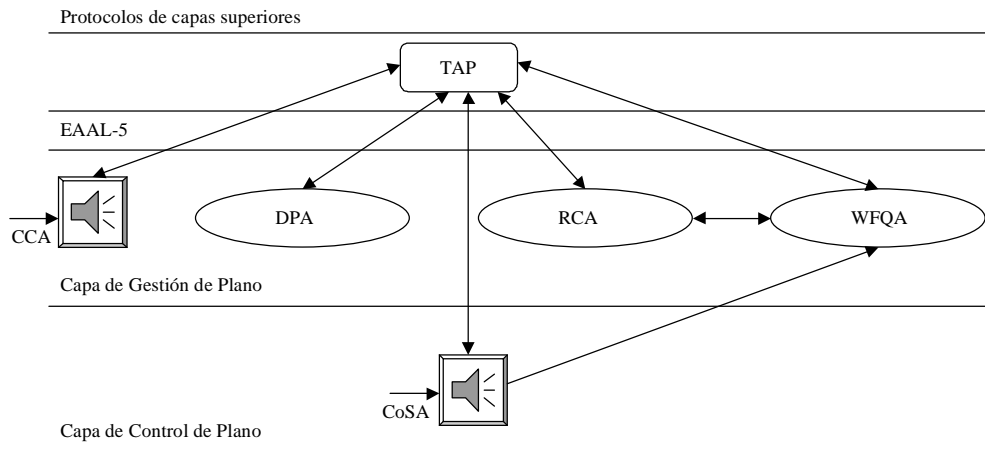 Protocolos de capas superiores
TAP
EAAL-5
DPA
RCA
WFQA
CCA
Capa de Gestión de Plano
CoSA
Capa de Control de Plano